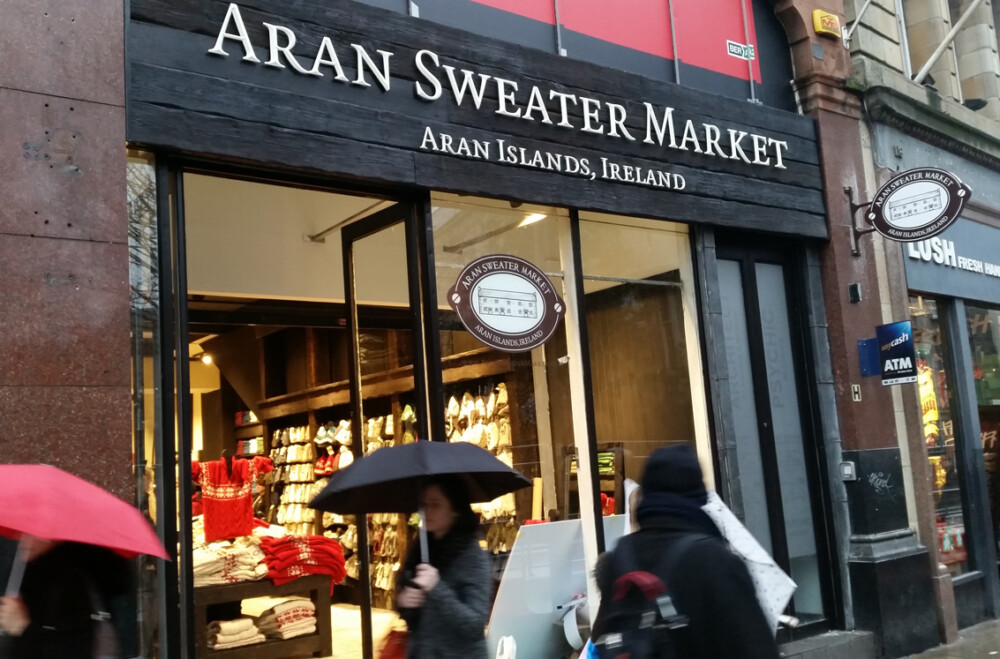 ARAN SWEATER MARKET
ARAN ISLANDS, IRELAND
ARAN SWEATER MARKET
ARAN ISLANDS, IRELAND
ARAN SWEATER MARKET
ARAN ISLANDS, IRELAND
LUSH FRESH
ATM
H